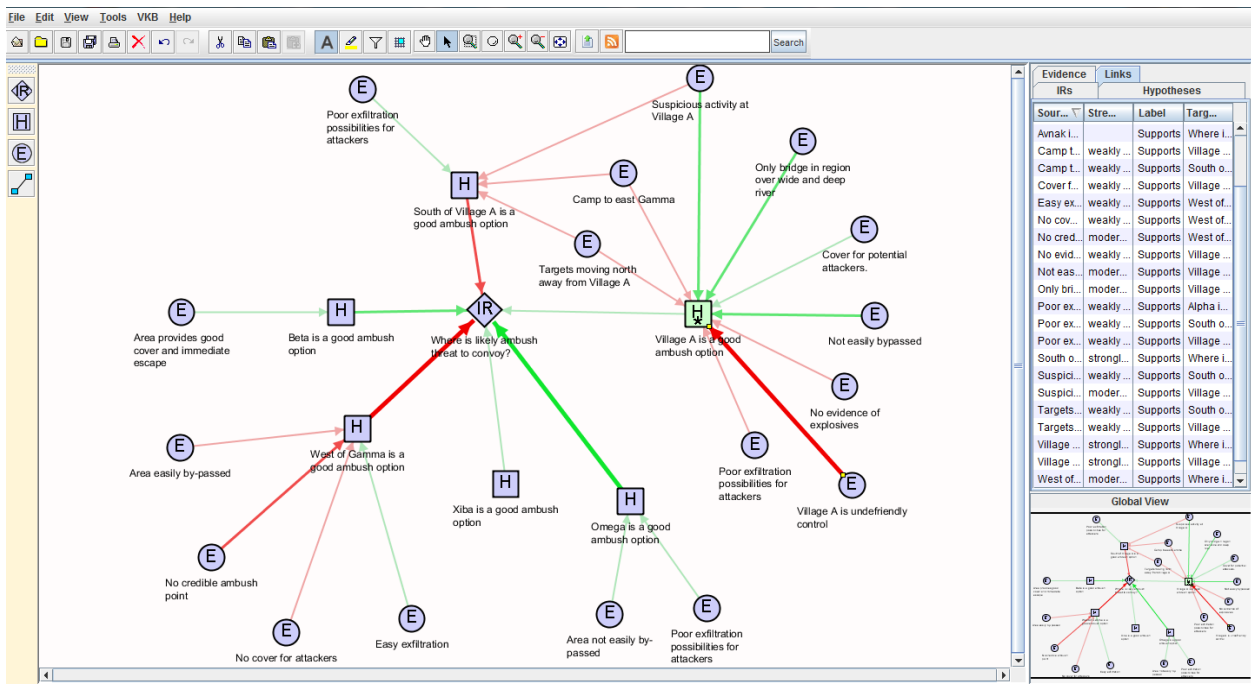 File Edit View Tools VKB Help
A
Search
IR
H
E
E
Poor exfiltration
possibilities for
attackers
E
Suspicious activity at
Village A
E
Only bridge in region
over wide and deep
river
H
South of Village A is a
good ambush option
E
Camp to east Gamma
E
Targets moving north
away from Village A
E
Cover for potential
attackers.
E
Area provides good
cover and immediate
escape
H
Beta is a good ambush
option
IR
Where is likely ambush
threat to convoy?
H
Village A is a good
ambush option
E
Not easily bypassed
E
No evidence of
explosives
E
Area easily by-passed
H
West of Gamma is a
good ambush option
E
Poor exfiltration
possibilities for
attackers
H
Xiba is a good ambush
option
H
Omega is a good
ambush option
E
Village A is undefriendly
control
E
No credible ambush
point
E
No cover for attackers
E
Easy exfiltration
E
Area not easily by-
passed
E
Poor exfiltration
possibilities for
attackers
Evidence Links
IRs Hypotheses
Sour... Stre... Label Targ...
Avnak i... Supports Where i...
Camp t... weakly ... Supports Village ...
Camp t... weakly ... Supports South o...
Cover f... weakly ... Supports Village ...
Easy ex... weakly ... Supports West of...
No cov... weakly ... Supports West of...
No cred... moder... Supports West of...
No evid... weakly ... Supports Village ...
Not eas... moder... Supports Village ...
Only bri... moder... Supports Village ...
Poor ex... weakly ... Supports Alpha i...
Poor ex... weakly ... Supports South o...
Poor ex... weakly ... Supports Village ...
South o... strongl... Supports Where i...
Suspici... weakly ... Supports South o...
Suspici... moder... Supports Village ...
Targets... weakly ... Supports South o...
Targets... weakly ... Supports Village ...
Village ... strongl... Supports Where i...
Village ... strongl... Supports Village ...
West of... moder... Supports Where i...
Global View